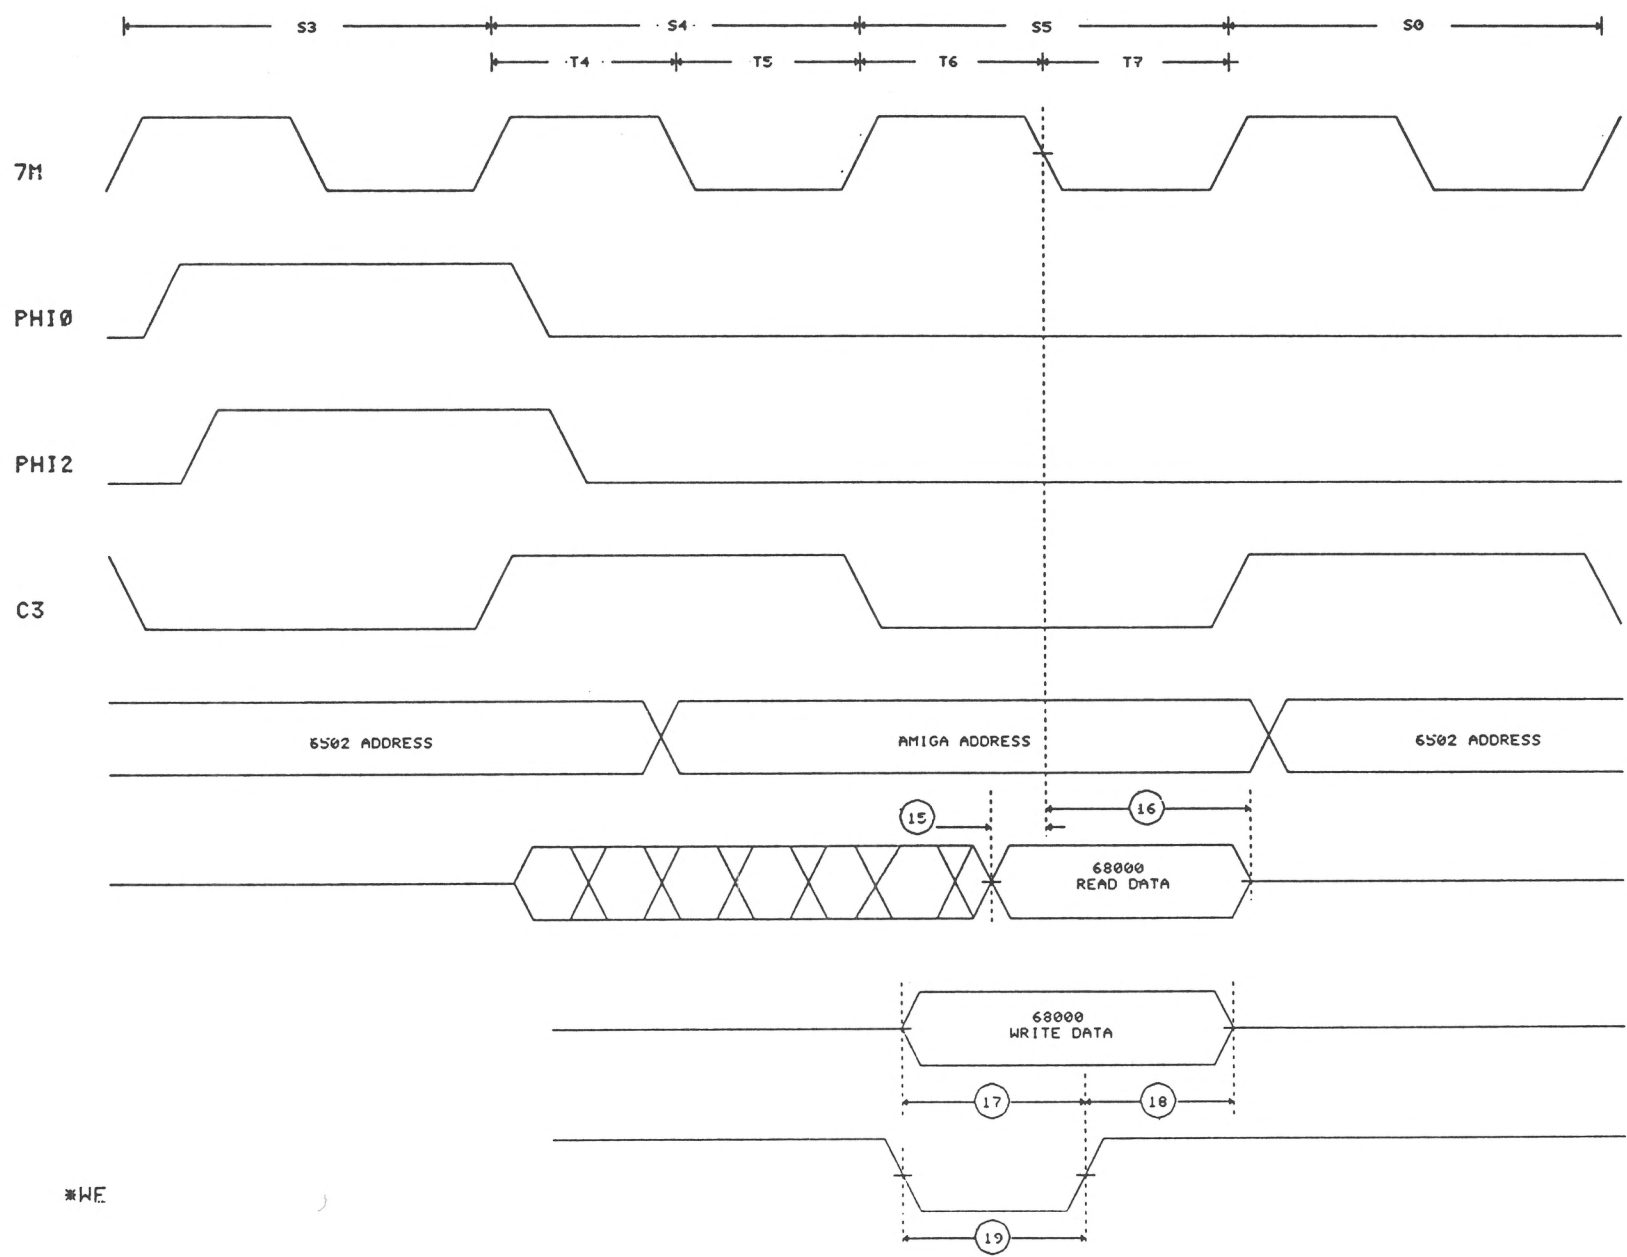 S3 S4 S5 S0
T4 T5 T6 T7
7M
PHI0
PHI2
C3
6502 ADDRESS AMIGA ADDRESS 6502 ADDRESS
15 16
68000
READ DATA
68000
WRITE DATA
17 18
*WE
19